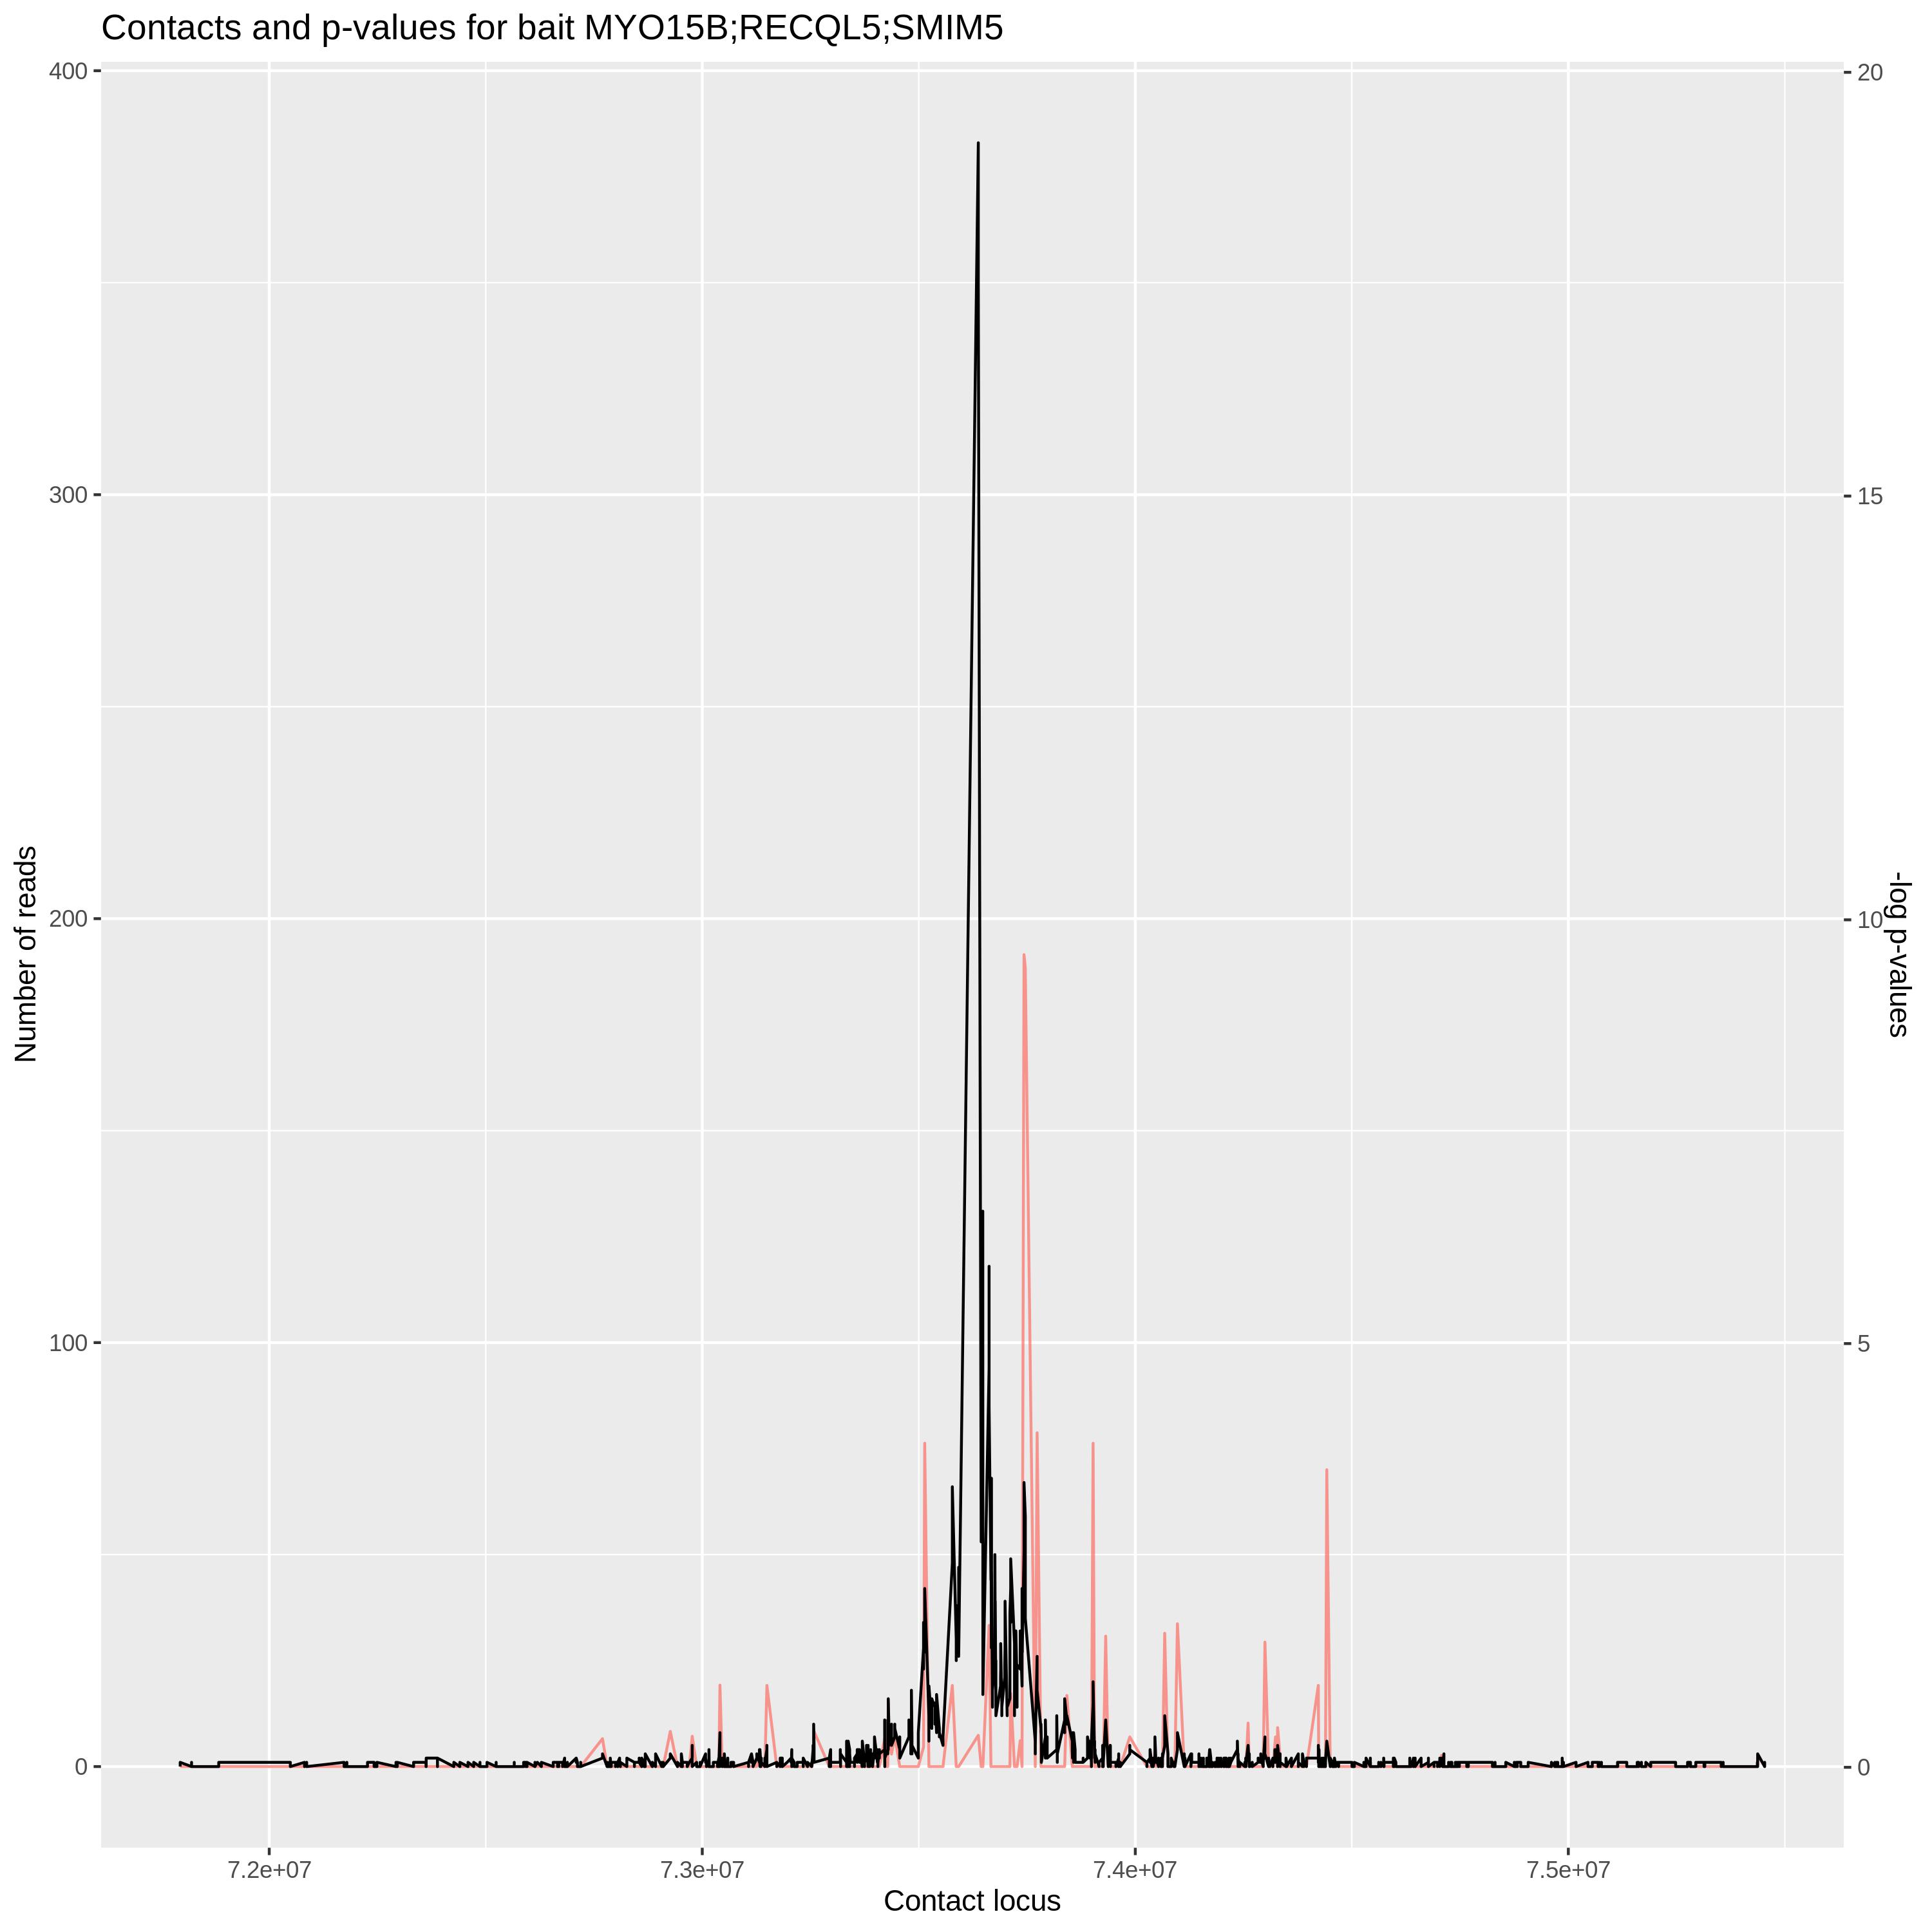 Contacts and p-values for bait MYO15B;RECQL5;SMIM5
400
300
200
100
0
Number of reads
20
15
10
5
0
-log p-values
7.2e+07
7.3e+07
7.4e+07
7.5e+07
Contact locus